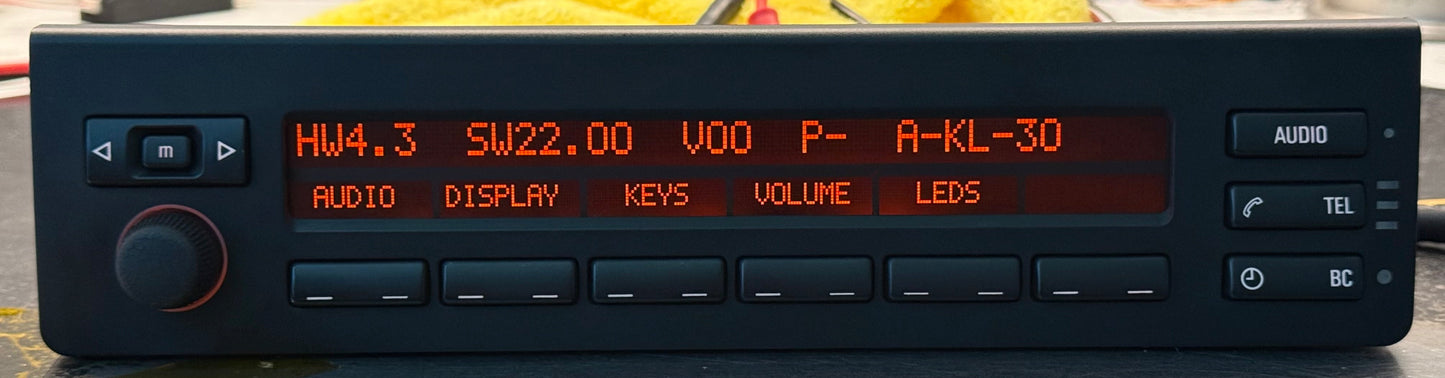 HW4.3 SW22.00 V00 P- A-KL-30
AUDIO DISPLAY KEYS VOLUME LEDS
m
AUDIO
TEL
BC